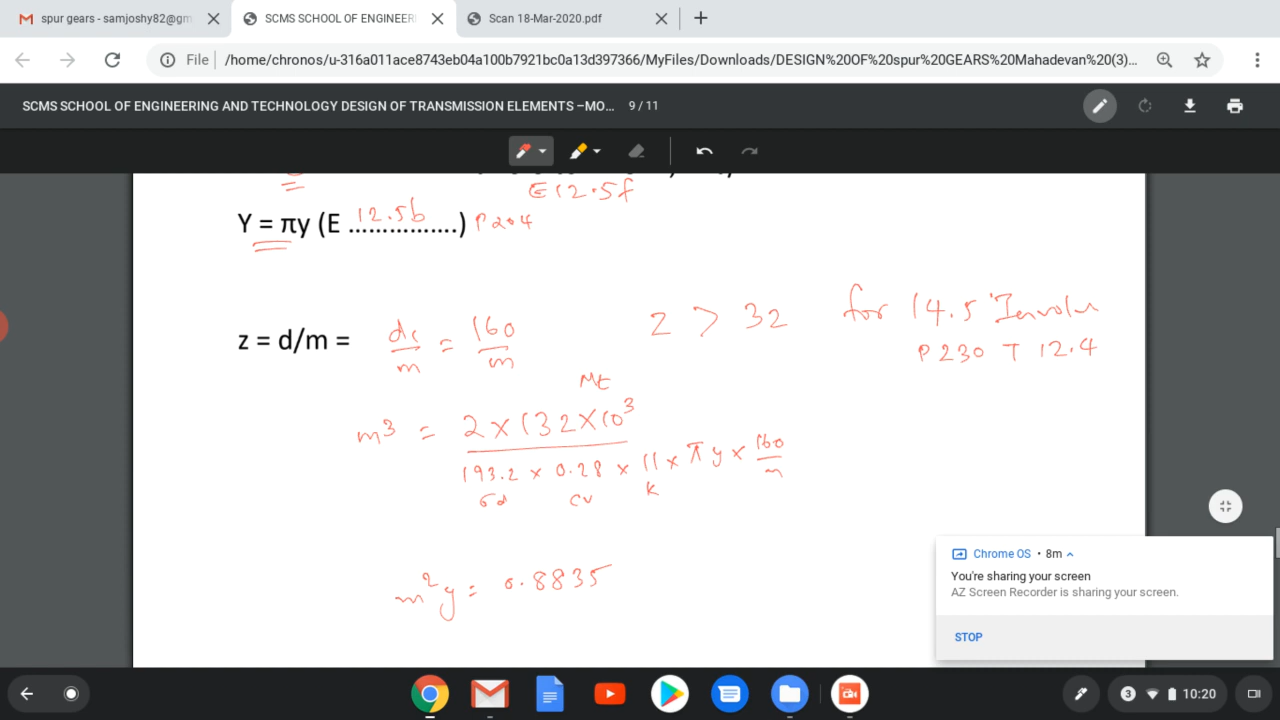 spur gears - samjoshy82@gm
SCMS SCHOOL OF ENGINEERI
Scan 18-Mar-2020.pdf
File
/home/chronos/u-316a011ace8743eb04a100b7921bc0a13d397366/MyFiles/Downloads/DESIGN%20OF%20spur%20GEARS%20Mahadevan%20(3)...
SCMS SCHOOL OF ENGINEERING AND TECHNOLOGY DESIGN OF TRANSMISSION ELEMENTS –MO... 9 / 11
E 12.5f
Y = πy (E ....12.5b....) P 204
z = d/m = d1/m = 160/m
z > 32 for 14.5 Involu
P 230 T 12.4
Mt
m³ = 2 × 132 × 10³ / 193.2 × 0.28 × 11 × π y × 160/m
σd Cv k
m² y = 0.8835
Chrome OS • 8m
You're sharing your screen
AZ Screen Recorder is sharing your screen.
STOP
3 10:20